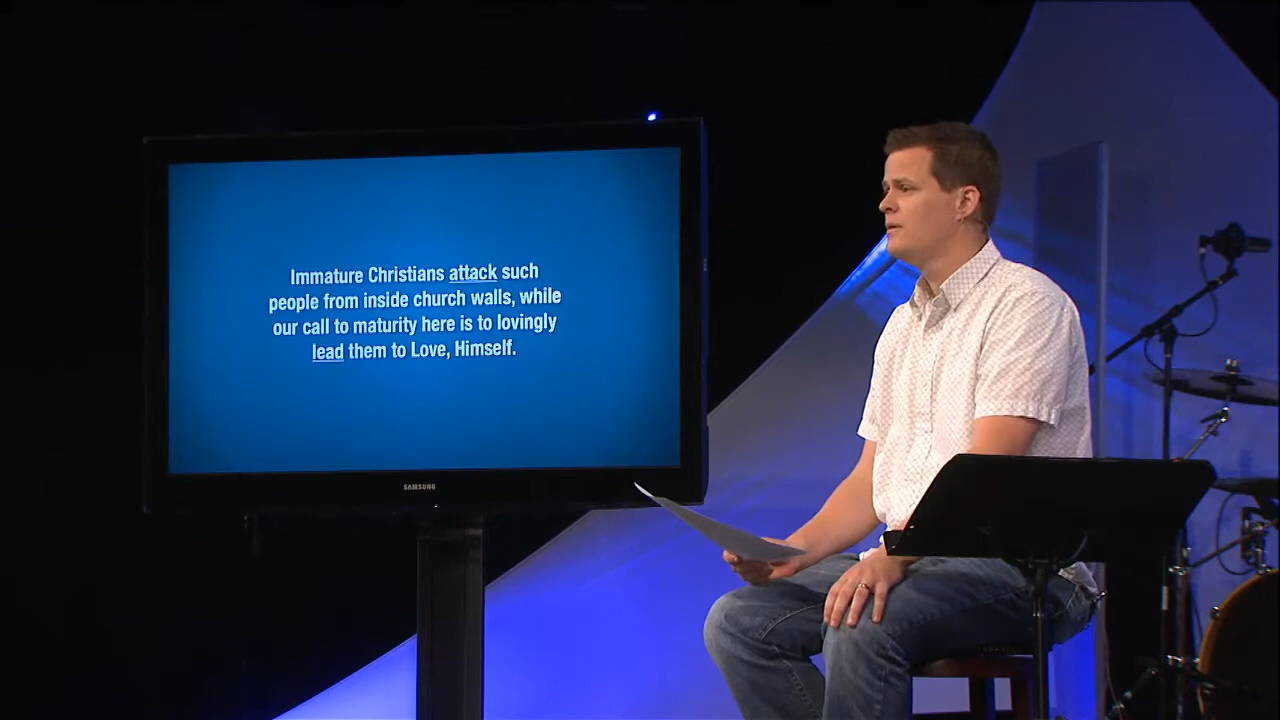 Immature Christians attack such
people from inside church walls, while
our call to maturity here is to lovingly
lead them to Love, Himself.
SAMSUNG